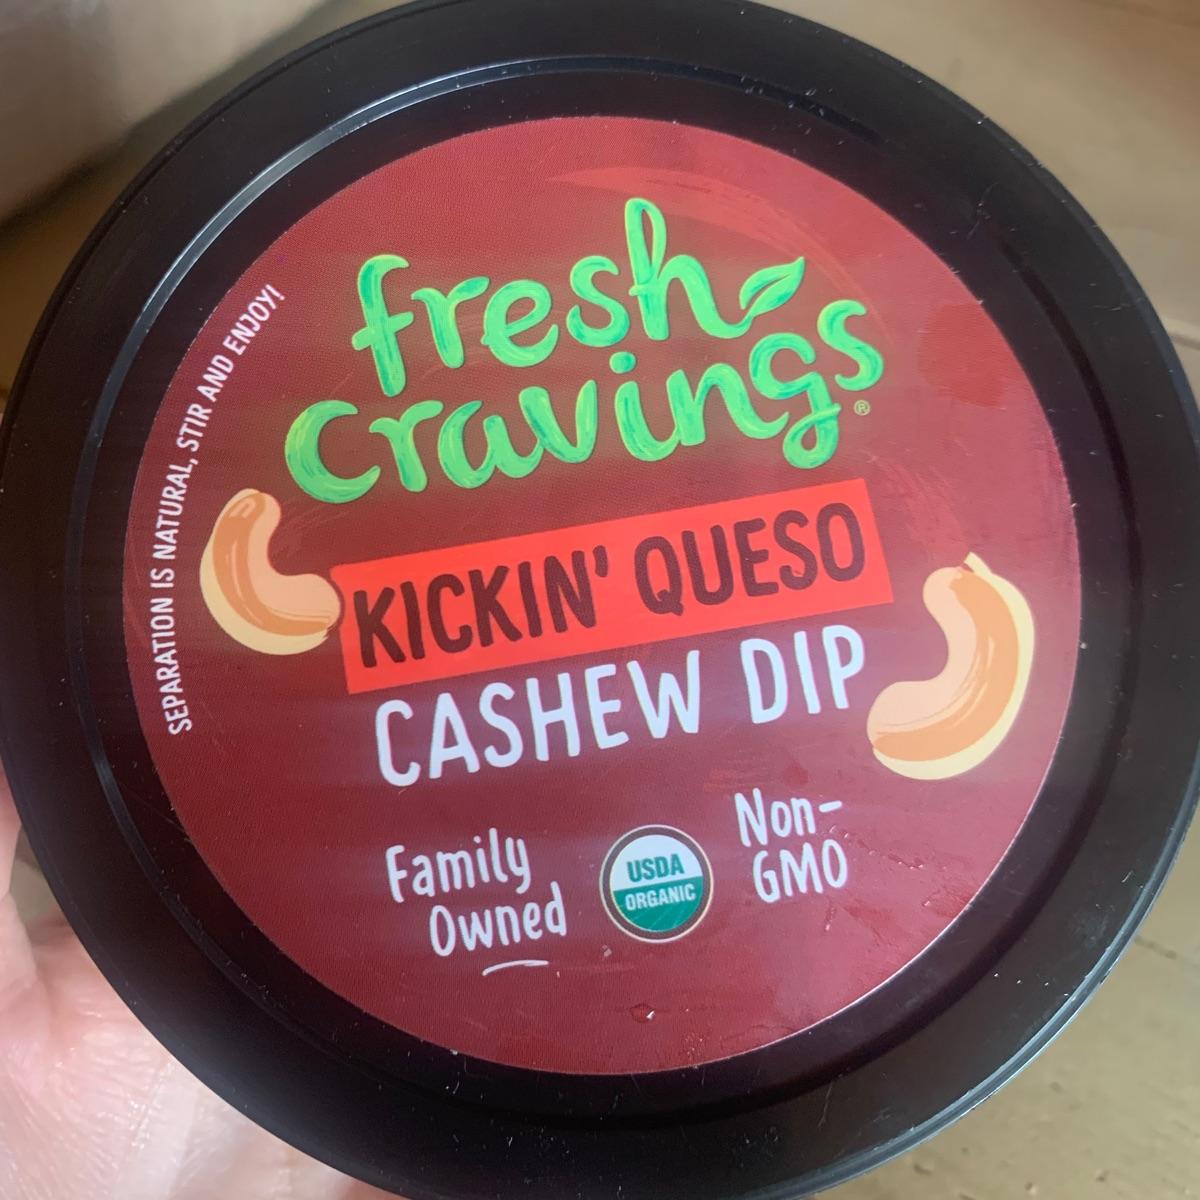 fresh
cravings®
KICKIN' QUESO
CASHEW DIP
Family
Owned
USDA
ORGANIC
Non-
GMO
SEPARATION IS NATURAL, STIR AND ENJOY!